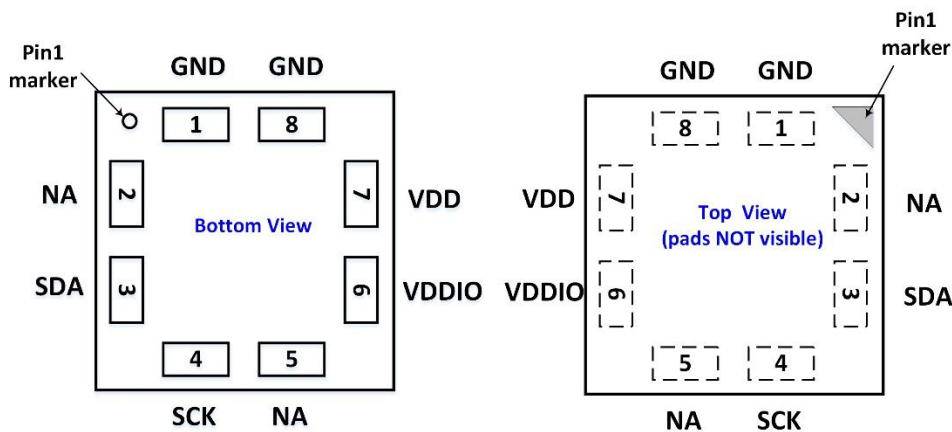 Pin1
marker
GND GND
1 8
NA
2
7
VDD
Bottom View
SDA
3
6
VDDIO
4 5
SCK NA
Pin1
marker
GND GND
8 1
VDD
7
2
NA
Top View
(pads NOT visible)
VDDIO
6
3
SDA
5 4
NA SCK